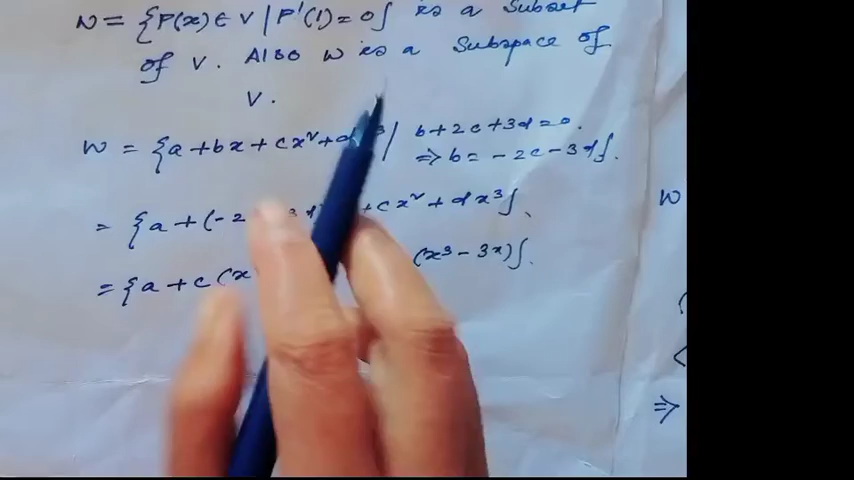 W = {P(x) ∈ V | P'(1) = 0} is a Subset
of V. Also W is a Subspace of
V.
W = {a + bx + cx² + d | b + 2c + 3d = 0.
⇒ b = -2c - 3d}.
= {a + (-2 + cx² + dx³}.
= {a + c (x (x³ - 3x)}.
W
⇒